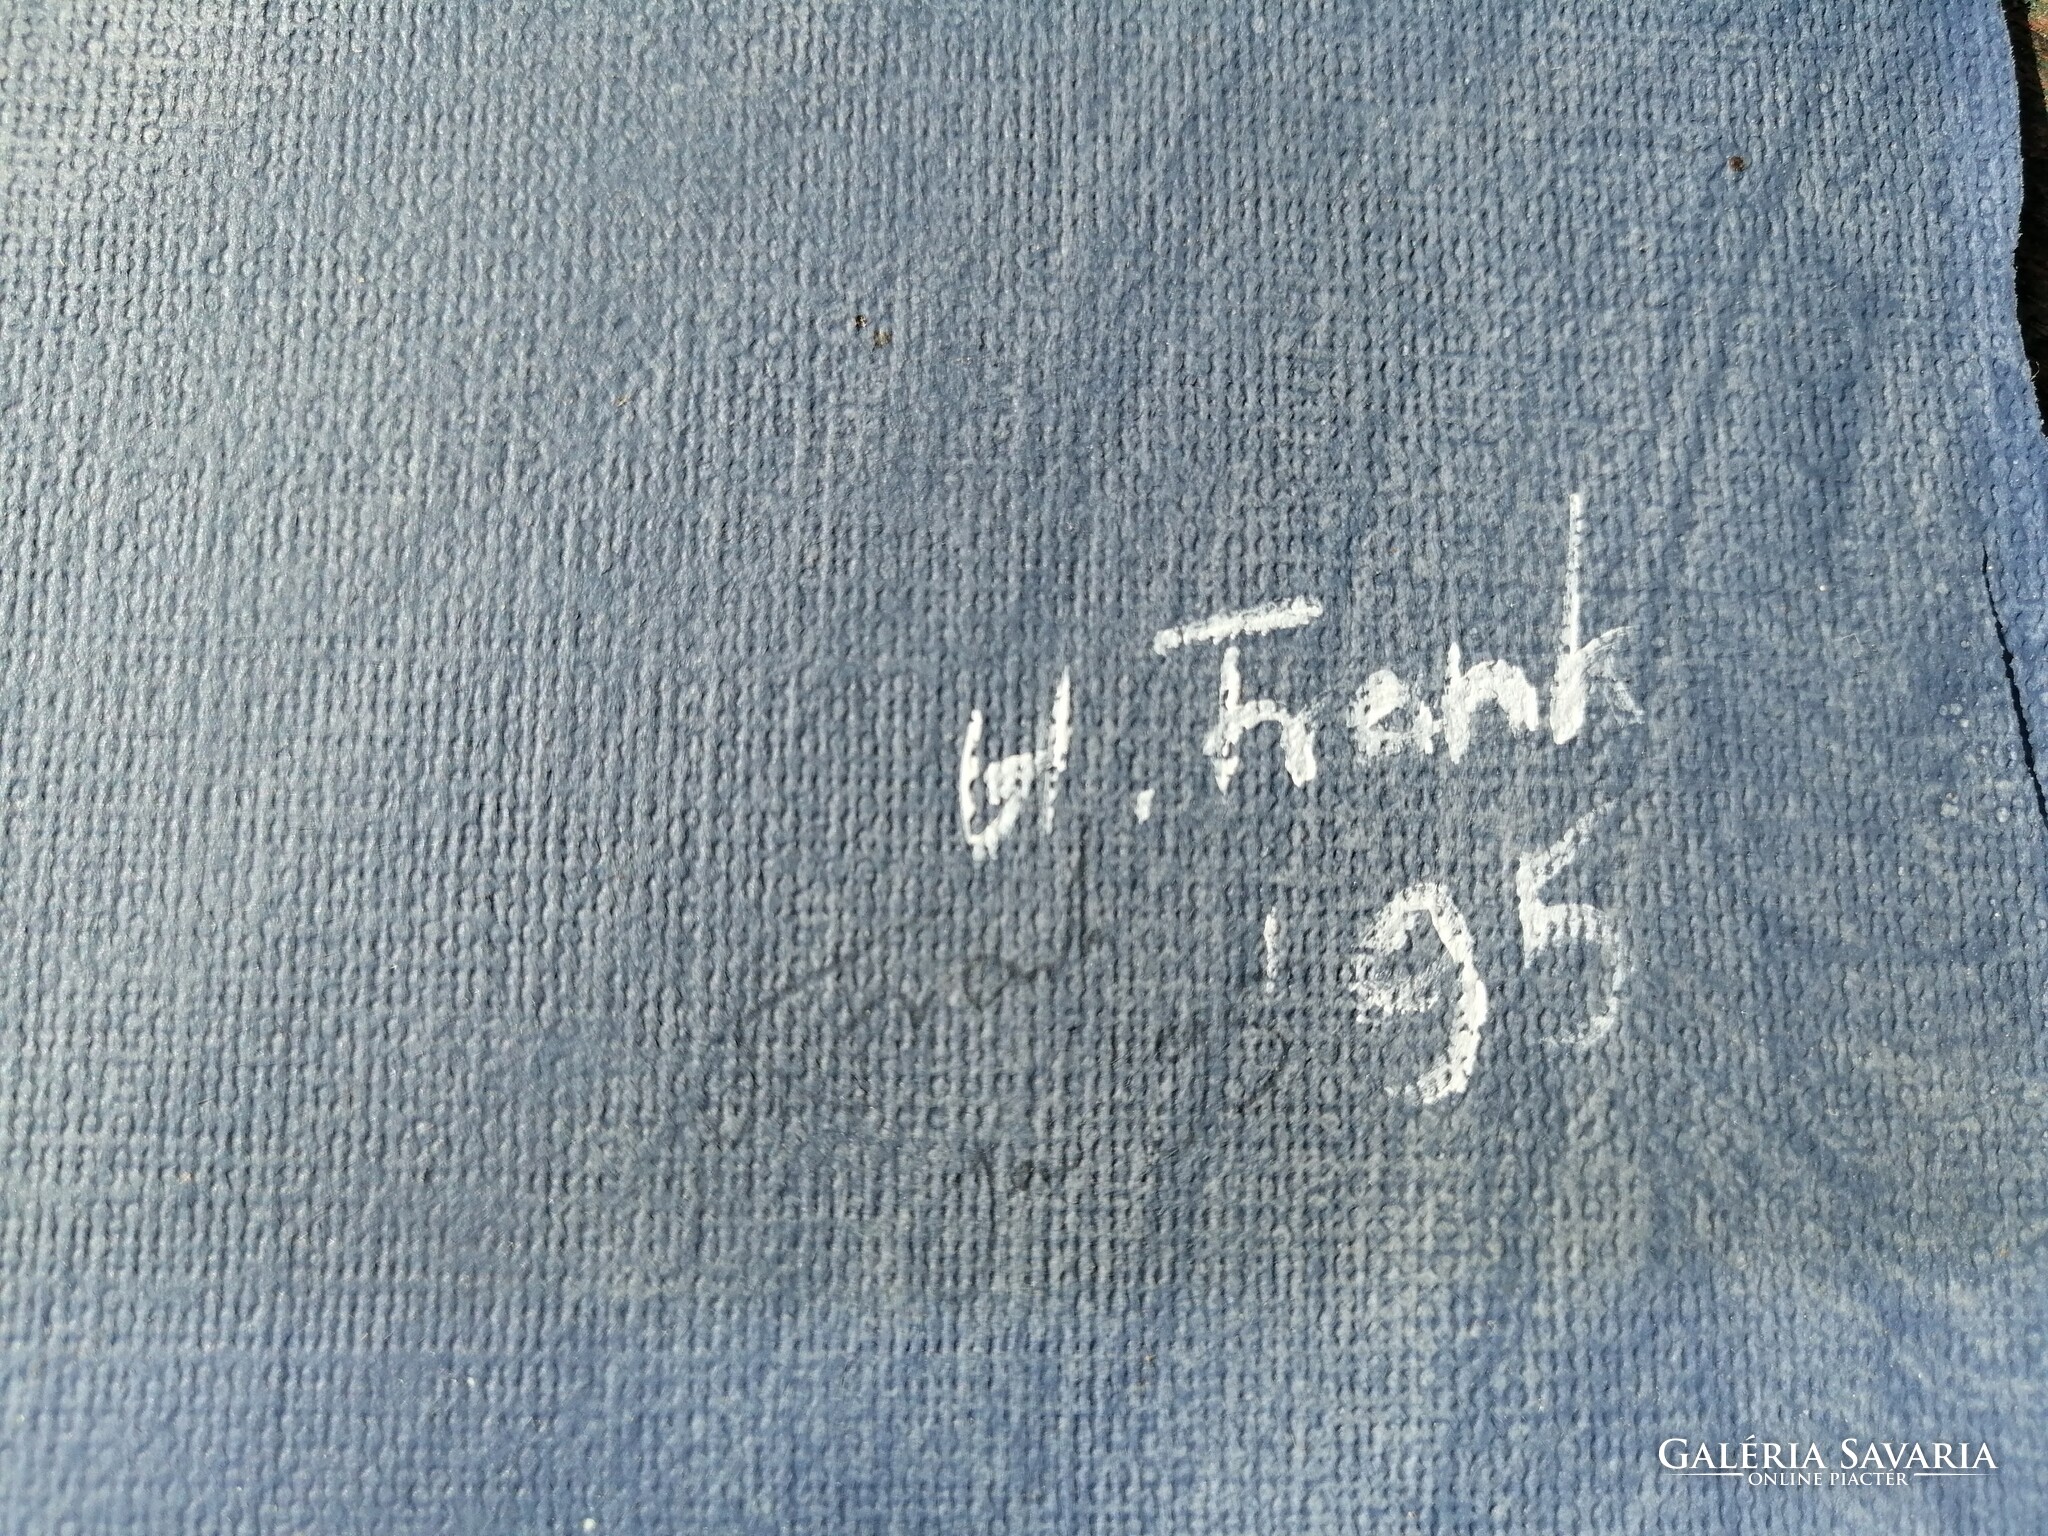 W. Frank
'95
GALÉRIA SAVARIA
ONLINE PIACTÉR